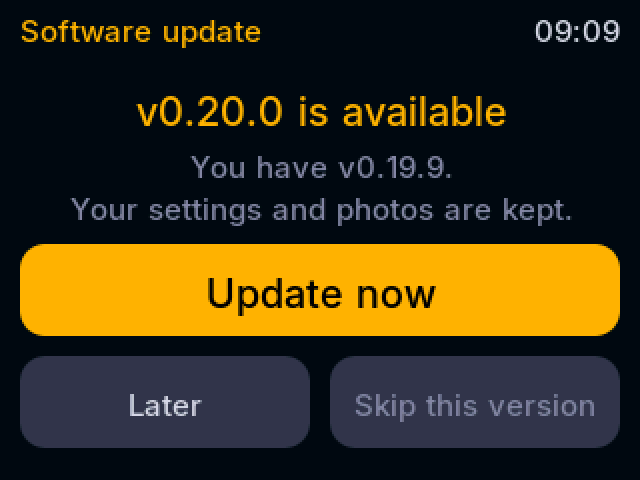 Software update
09:09
v0.20.0 is available
You have v0.19.9.
Your settings and photos are kept.
Update now
Later
Skip this version